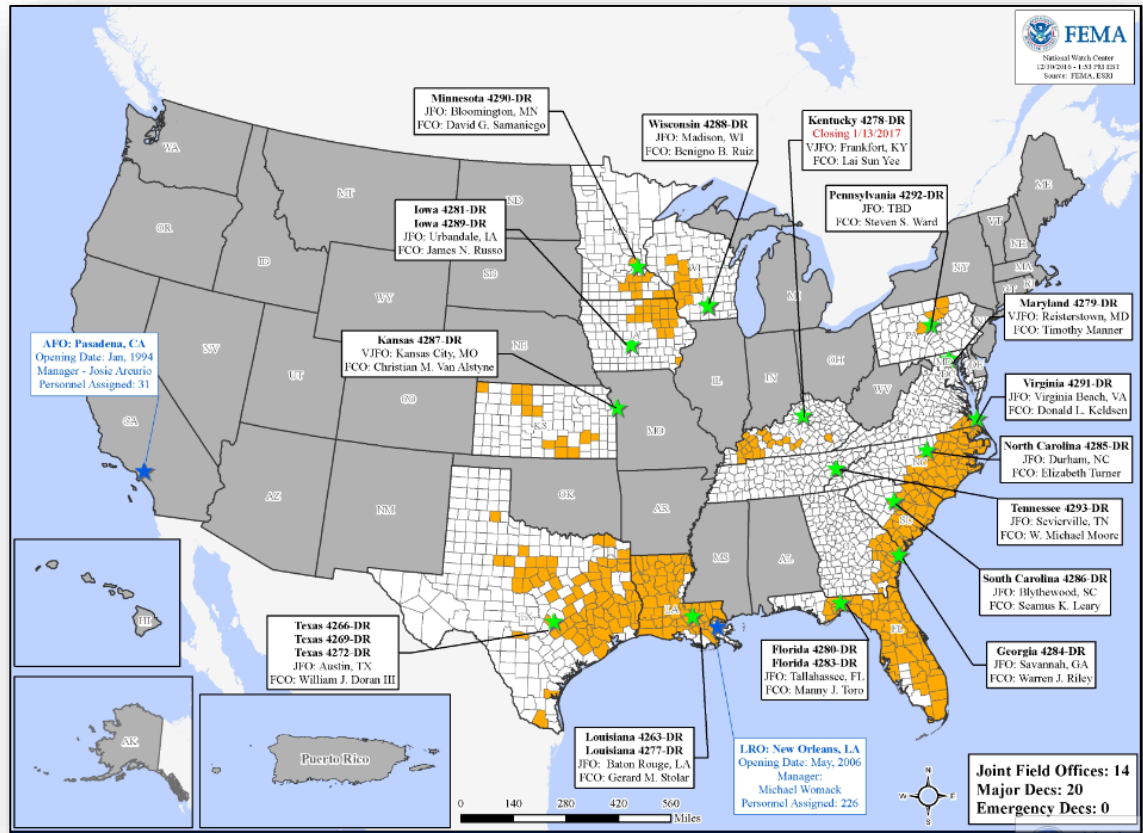 FEMA
National Watch Center
12/30/2016 - 1:53 PM EST
Source: FEMA, ESRI
Minnesota 4290-DR
JFO: Bloomington, MN
FCO: David G. Samaniego
Wisconsin 4288-DR
JFO: Madison, WI
FCO: Benigno B. Ruiz
Kentucky 4278-DR
Closing 1/13/2017
VJFO: Frankfort, KY
FCO: Lai Sun Yee
Pennsylvania 4292-DR
JFO: TBD
FCO: Steven S. Ward
Iowa 4281-DR
Iowa 4289-DR
JFO: Urbandale, IA
FCO: James N. Russo
Maryland 4279-DR
VJFO: Reisterstown, MD
FCO: Timothy Manner
AFO: Pasadena, CA
Opening Date: Jan, 1994
Manager - Josie Arcurio
Personnel Assigned: 31
Kansas 4287-DR
VJFO: Kansas City, MO
FCO: Christian M. Van Alstyne
Virginia 4291-DR
JFO: Virginia Beach, VA
FCO: Donald L. Keldsen
North Carolina 4285-DR
JFO: Durham, NC
FCO: Elizabeth Turner
Tennessee 4293-DR
JFO: Sevierville, TN
FCO: W. Michael Moore
South Carolina 4286-DR
JFO: Blythewood, SC
FCO: Seamus K. Leary
Georgia 4284-DR
JFO: Savannah, GA
FCO: Warren J. Riley
Texas 4266-DR
Texas 4269-DR
Texas 4272-DR
JFO: Austin, TX
FCO: William J. Doran III
Florida 4280-DR
Florida 4283-DR
JFO: Tallahassee, FL
FCO: Manny J. Toro
Louisiana 4263-DR
Louisiana 4277-DR
JFO: Baton Rouge, LA
FCO: Gerard M. Stolar
LRO: New Orleans, LA
Opening Date: May, 2006
Manager:
Michael Womack
Personnel Assigned: 226
WA
OR
CA
NV
ID
MT
WY
UT
AZ
NM
CO
ND
SD
NE
KS
OK
TX
IA
WI
MO
AR
LA
MS
AL
IL
IN
OH
MI
WV
NY
VT
NH
MA
ME
NC
SC
FL
HI
AK
Puerto Rico
N
W
E
S
0
140
280
420
560
Miles
Joint Field Offices: 14
Major Decs: 20
Emergency Decs: 0